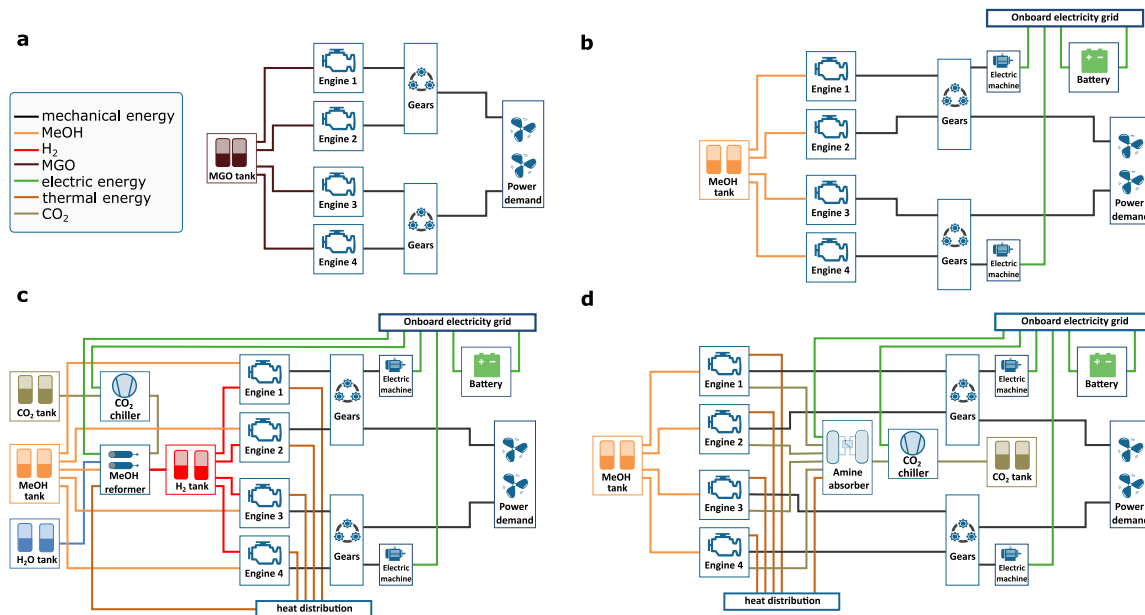 a
mechanical energy
MeOH
H₂
MGO
electric energy
thermal energy
CO₂
MGO tank
Engine 1
Engine 2
Engine 3
Engine 4
Gears
Gears
Power
demand
b
Onboard electricity grid
MeOH
tank
Engine 1
Engine 2
Engine 3
Engine 4
Gears
Gears
Electric
machine
Electric
machine
Battery
Power
demand
c
Onboard electricity grid
CO₂ tank
CO₂
chiller
MeOH
tank
MeOH
reformer
H₂ tank
H₂O tank
Engine 1
Engine 2
Engine 3
Engine 4
Gears
Gears
Electric
machine
Electric
machine
Battery
Power
demand
heat distribution
d
Onboard electricity grid
MeOH
tank
Engine 1
Engine 2
Engine 3
Engine 4
Amine
absorber
CO₂
chiller
CO₂ tank
Gears
Gears
Electric
machine
Electric
machine
Battery
Power
demand
heat distribution